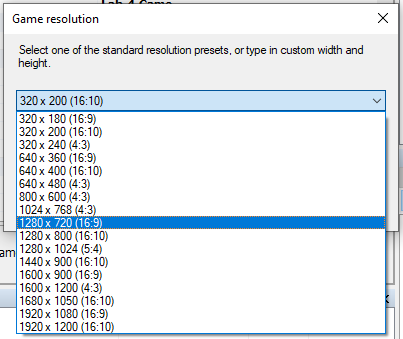 Lab 4 Game
Game resolution
Select one of the standard resolution presets, or type in custom width and
height.
320 x 200 (16:10)
320 x 180 (16:9)
320 x 200 (16:10)
320 x 240 (4:3)
640 x 360 (16:9)
640 x 400 (16:10)
640 x 480 (4:3)
800 x 600 (4:3)
1024 x 768 (4:3)
1280 x 720 (16:9)
1280 x 800 (16:10)
1280 x 1024 (5:4)
1440 x 900 (16:10)
1600 x 900 (16:9)
1600 x 1200 (4:3)
1680 x 1050 (16:10)
1920 x 1080 (16:9)
1920 x 1200 (16:10)